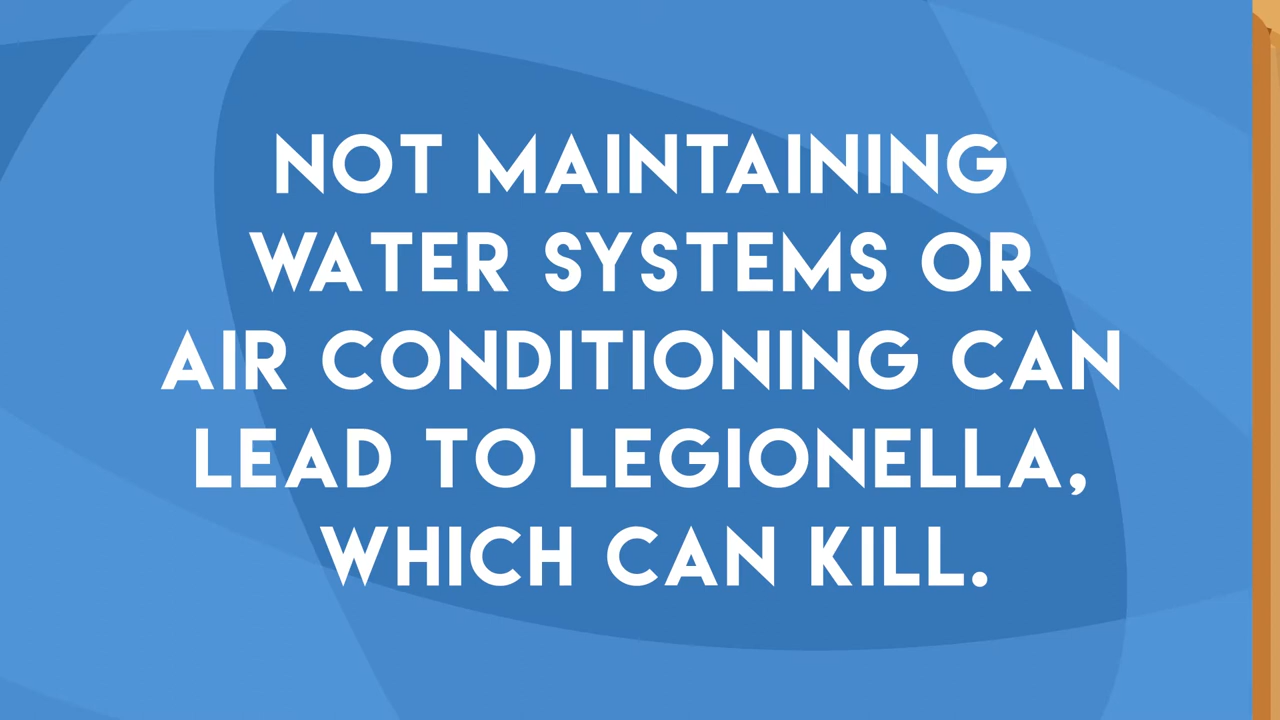 NOT MAINTAINING
WATER SYSTEMS OR
AIR CONDITIONING CAN
LEAD TO LEGIONELLA,
WHICH CAN KILL.